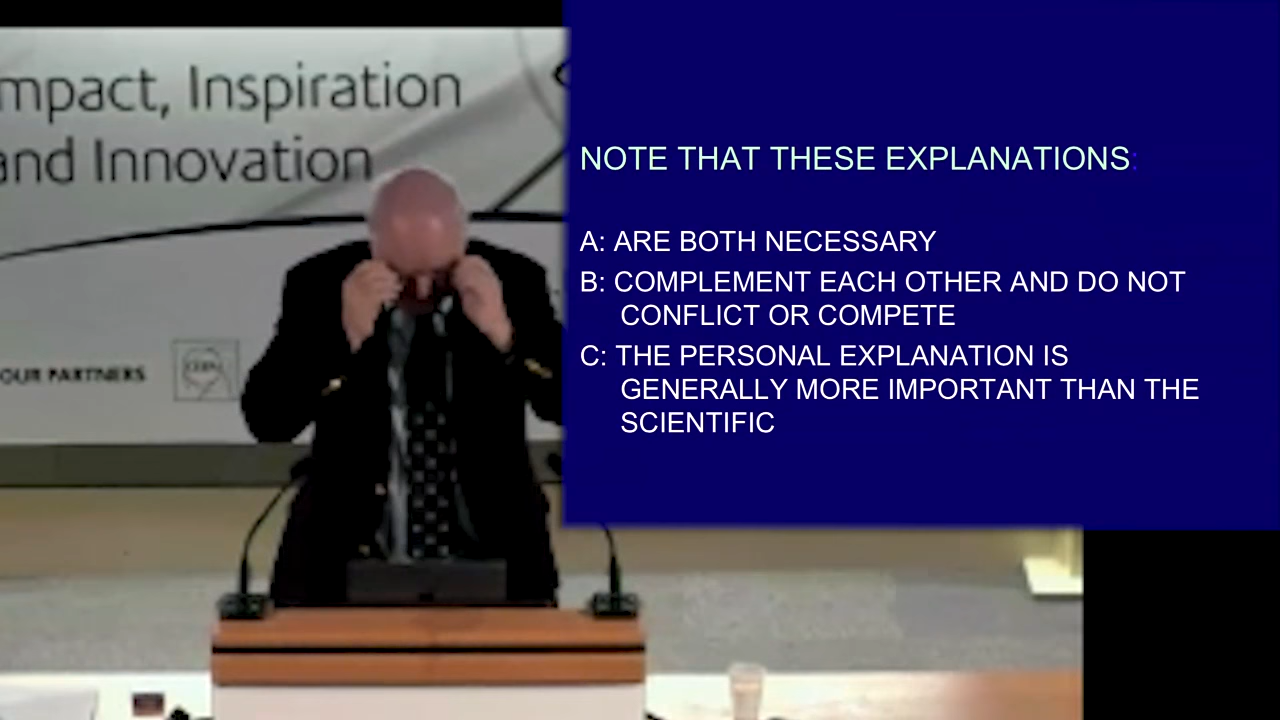 mpact, Inspiration
and Innovation
OUR PARTNERS
CERN
NOTE THAT THESE EXPLANATIONS:
A: ARE BOTH NECESSARY
B: COMPLEMENT EACH OTHER AND DO NOT
CONFLICT OR COMPETE
C: THE PERSONAL EXPLANATION IS
GENERALLY MORE IMPORTANT THAN THE
SCIENTIFIC